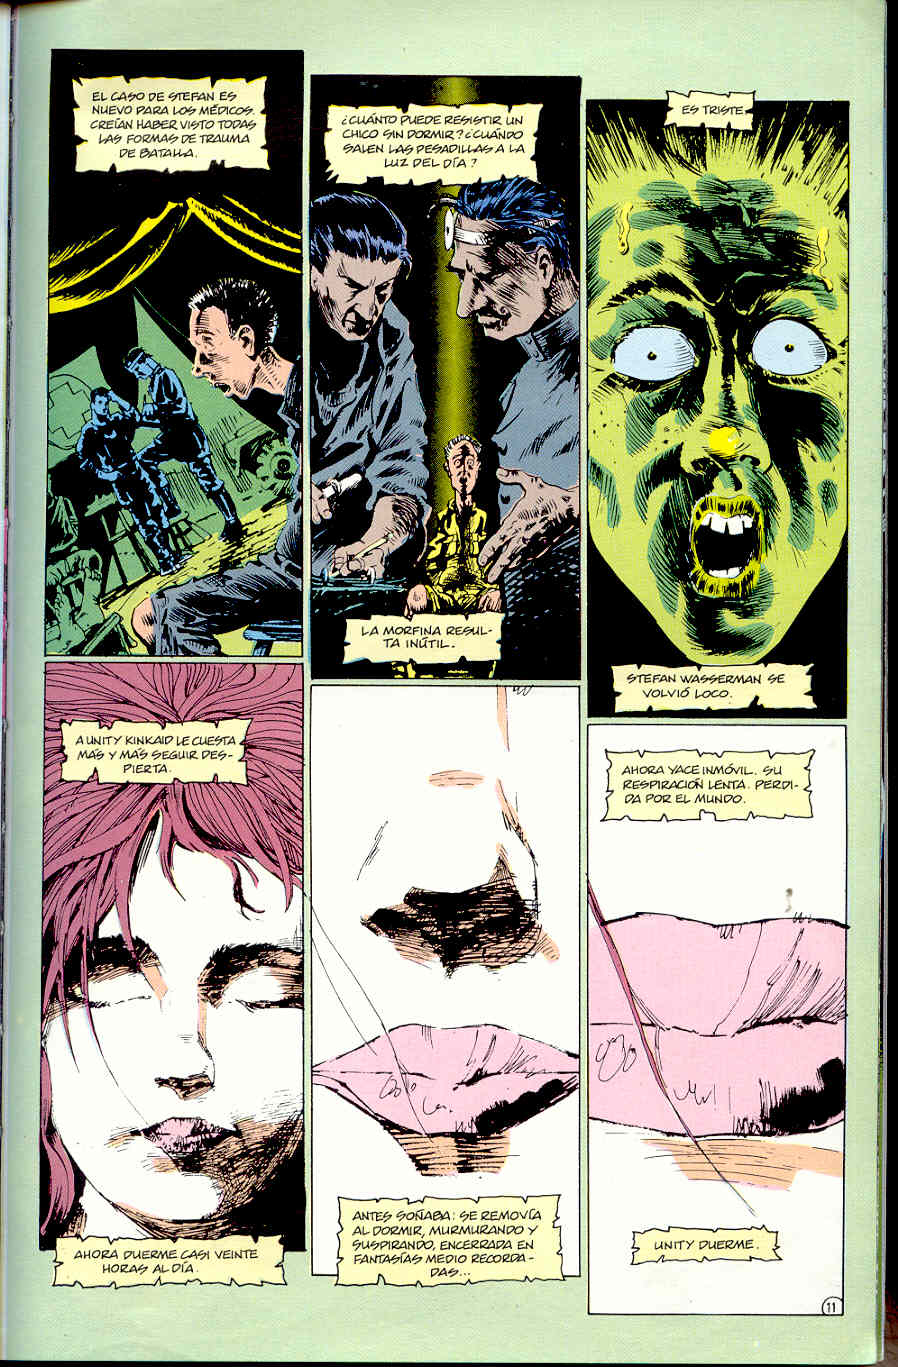 EL CASO DE STEFAN ES
NUEVO PARA LOS MÉDICOS.
CREÍAN HABER VISTO TODAS
LAS FORMAS DE TRAUMA
DE BATALLA.
¿CUÁNTO PUEDE RESISTIR UN
CHICO SIN DORMIR? ¿CUÁNDO
SALEN LAS PESADILLAS A LA
LUZ DEL DÍA?
LA MORFINA RESUL-
TA INÚTIL.
ES TRISTE.
STEFAN WASSERMAN SE
VOLVIÓ LOCO.
A UNITY KINKAID LE CUESTA
MÁS Y MÁS SEGUIR DES-
PIERTA.
AHORA DUERME CASI VEINTE
HORAS AL DÍA.
ANTES SOÑABA: SE REMOVÍA
AL DORMIR, MURMURANDO Y
SUSPIRANDO, ENCERRADA EN
FANTASÍAS MEDIO RECORDA-
DAS...
AHORA YACE INMÓVIL. SU
RESPIRACIÓN LENTA. PERDI-
DA POR EL MUNDO.
UNITY DUERME.
11